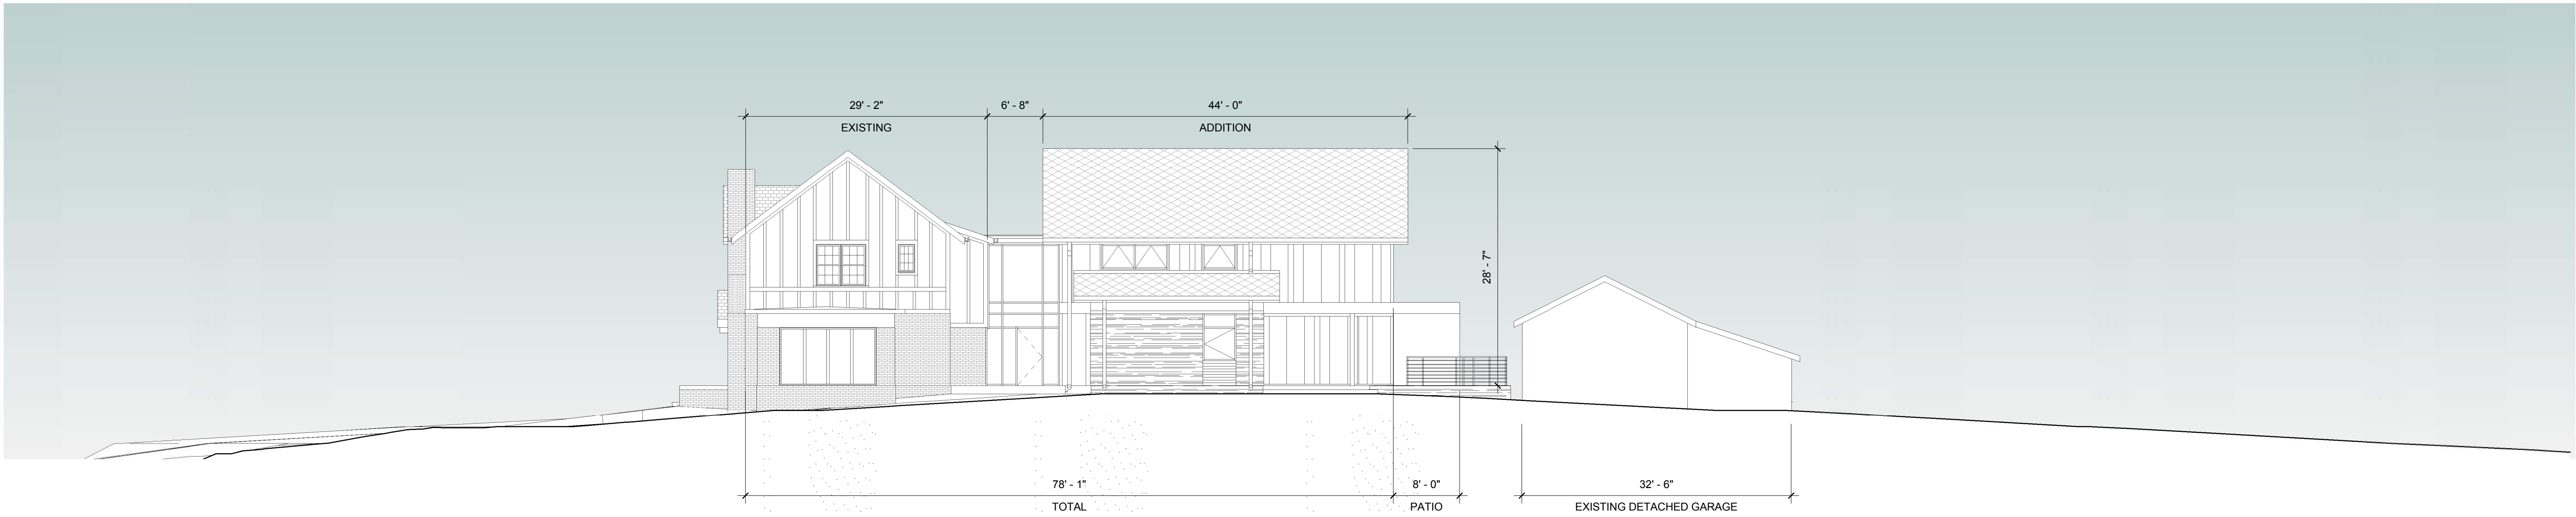 29' - 2" 6' - 8" 44' - 0"
EXISTING ADDITION
28' - 7"
78' - 1" 8' - 0" 32' - 6"
TOTAL PATIO EXISTING DETACHED GARAGE